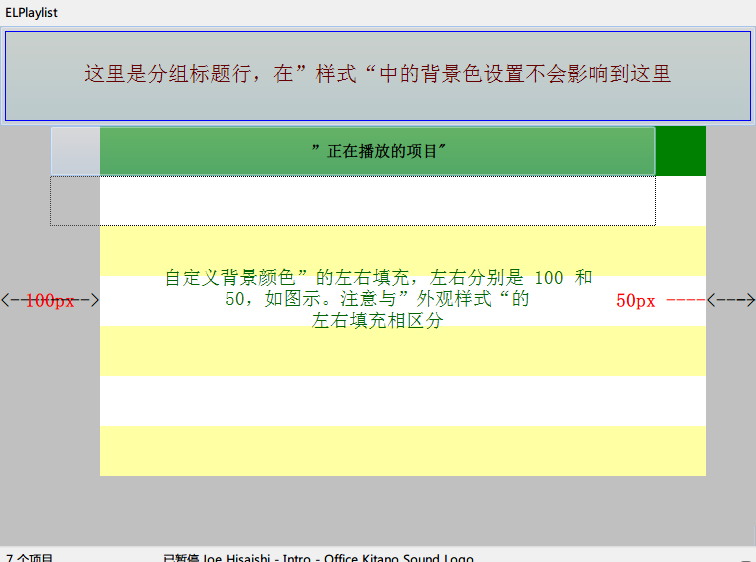 ELPlaylist
这里是分组标题行，在”样式“中的背景色设置不会影响到这里
”正在播放的项目"
自定义背景颜色”的左右填充，左右分别是 100 和
<--100px-->
50，如图示。注意与”外观样式“的
50px ----<--->
左右填充相区分
7 个项目
已暂停 Joe Hisaishi - Intro - Office Kitano Sound Logo